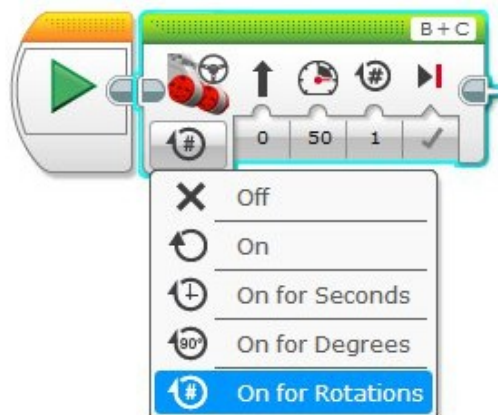 B + C
#
#
0 50 1
Off
On
On for Seconds
90° On for Degrees
# On for Rotations